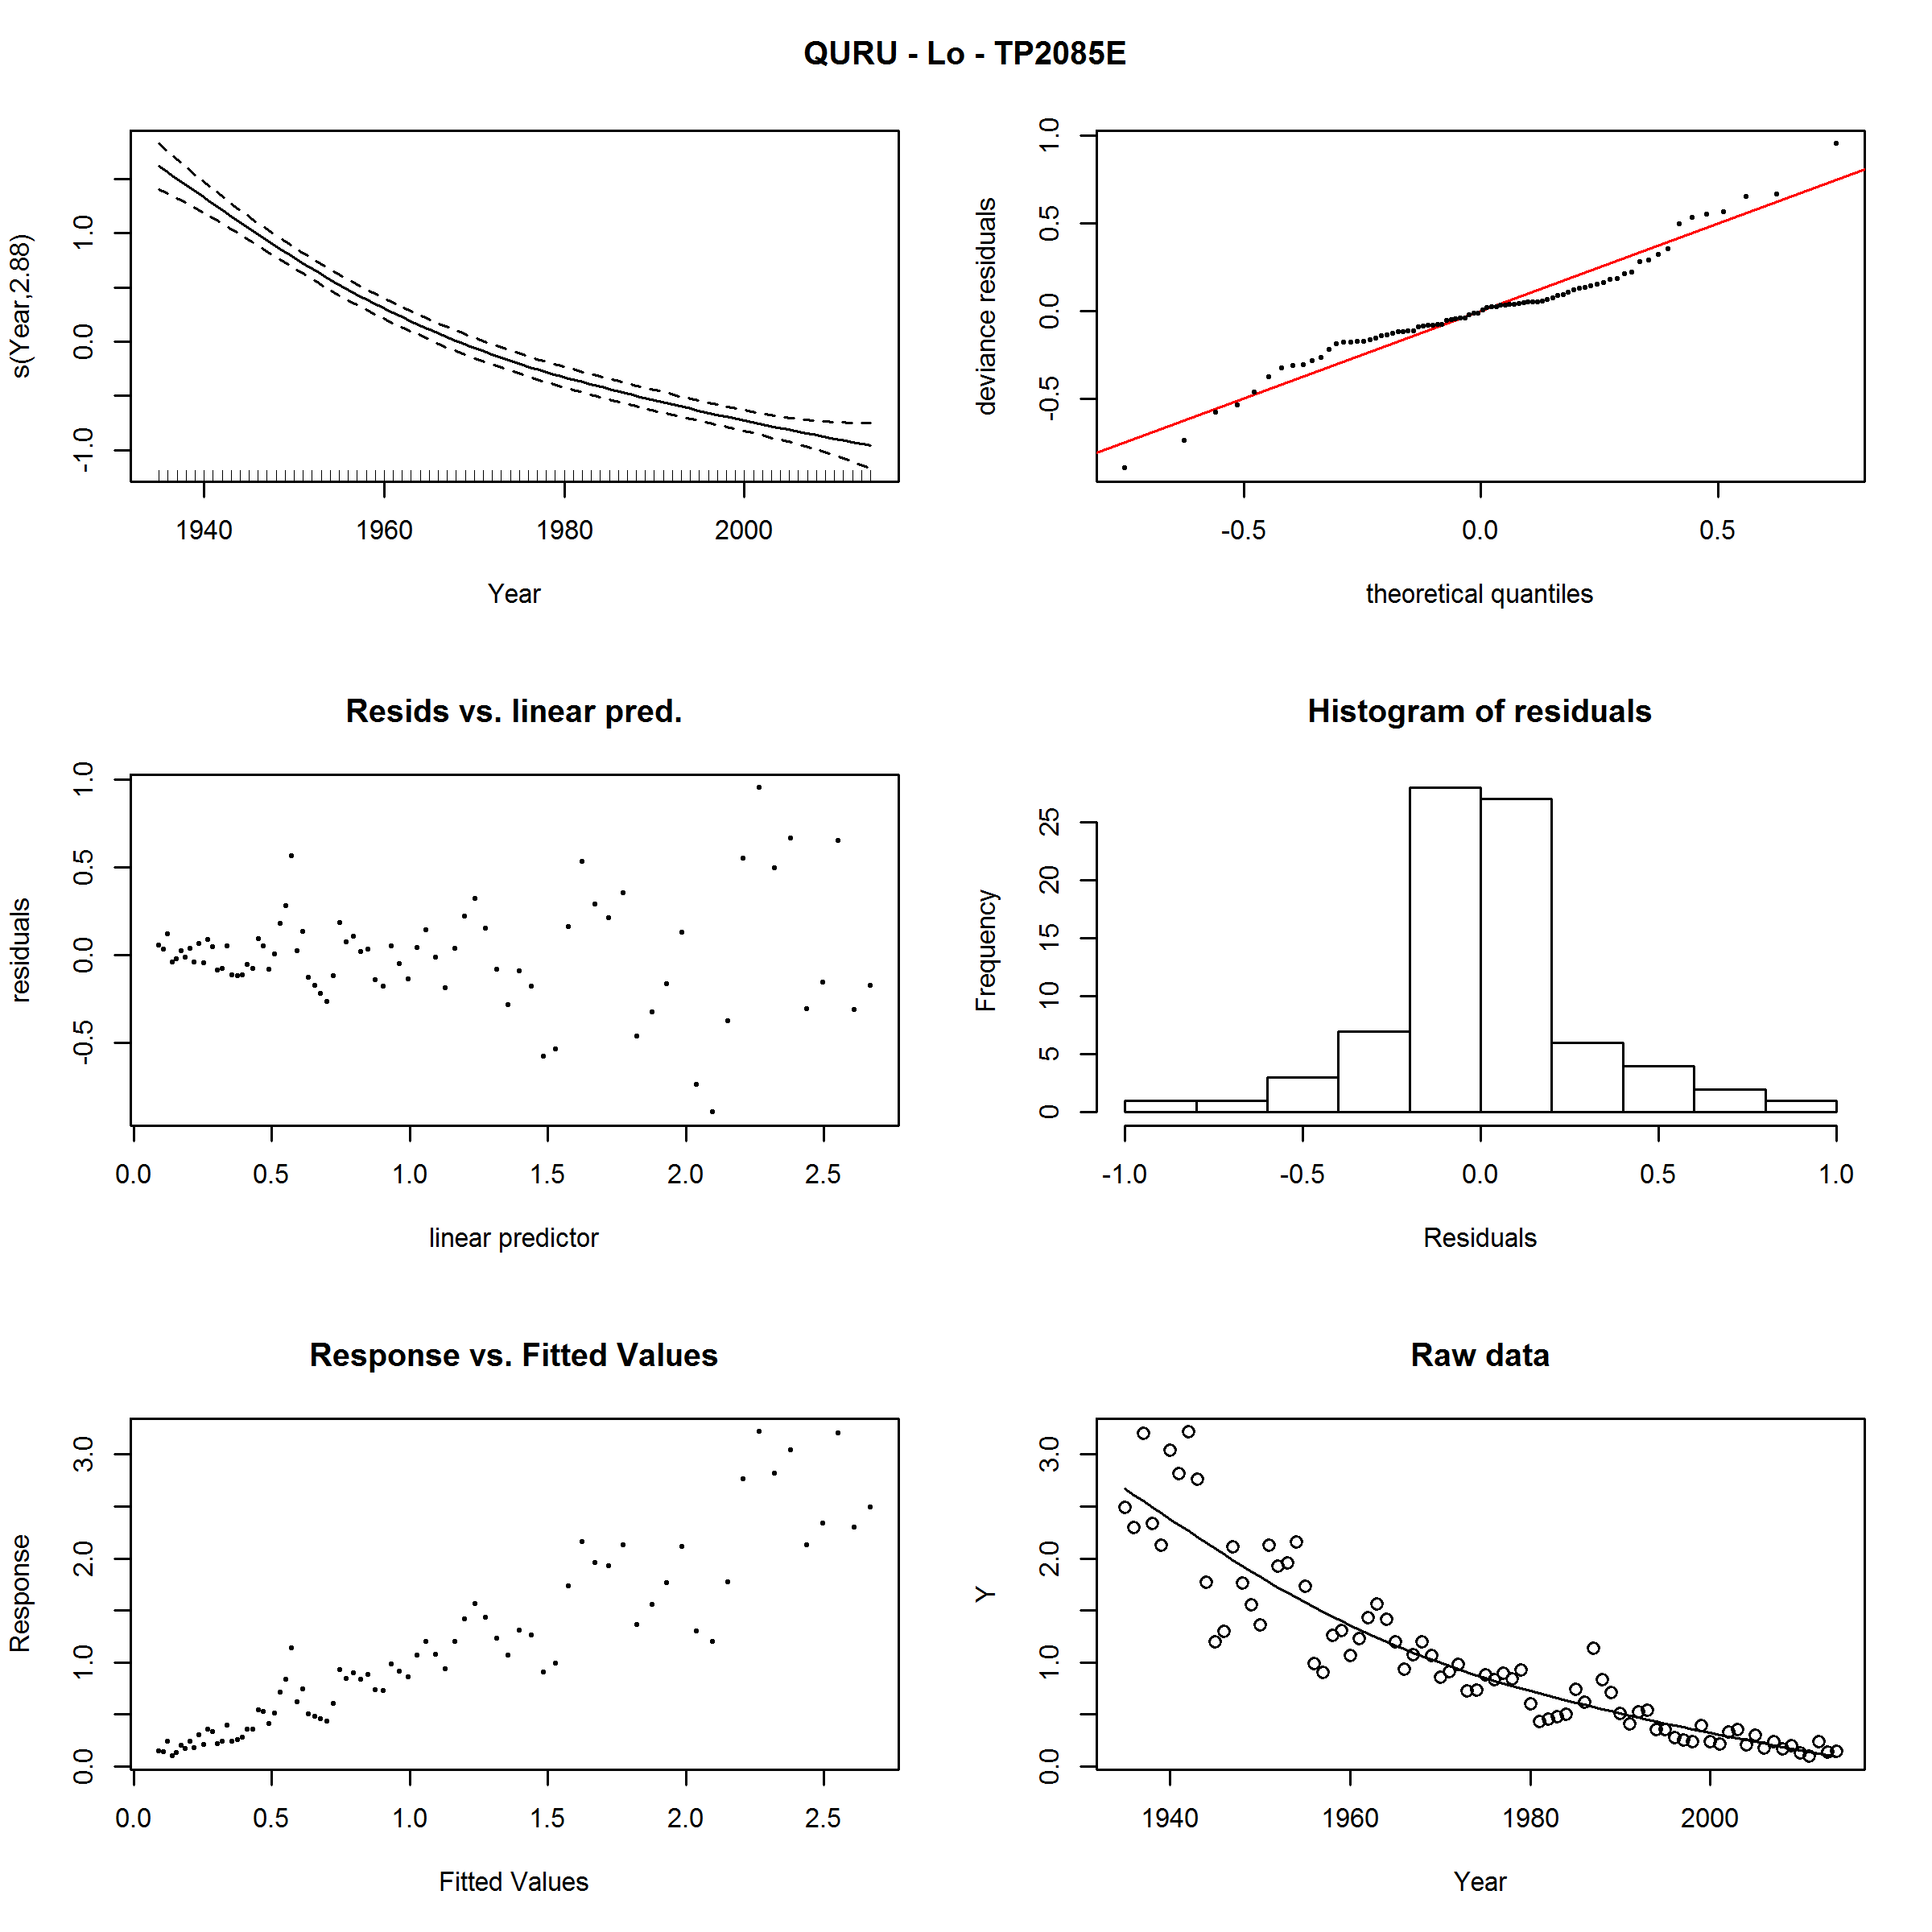 QURU - Lo - TP2085E
s(Year,2.88)
-1.0 0.0 1.0
1940 1960 1980 2000
Year
deviance residuals
-0.5 0.0 0.5 1.0
-0.5 0.0 0.5
theoretical quantiles
Resids vs. linear pred.
residuals
-0.5 0.0 0.5 1.0
0.0 0.5 1.0 1.5 2.0 2.5
linear predictor
Histogram of residuals
Frequency
0 5 10 15 20 25
-1.0 -0.5 0.0 0.5 1.0
Residuals
Response vs. Fitted Values
Response
0.0 1.0 2.0 3.0
0.0 0.5 1.0 1.5 2.0 2.5
Fitted Values
Raw data
Y
0.0 1.0 2.0 3.0
1940 1960 1980 2000
Year